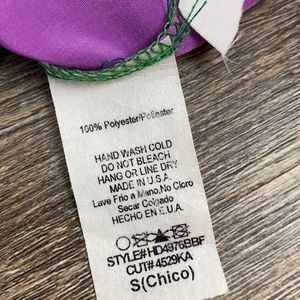 100% Polyester/Poliester
HAND WASH COLD
DO NOT BLEACH
HANG OR LINE DRY
MADE IN U.S.A.
Lave Frio a Mano, No Cloro
Secar Colgado
HECHO EN E.U.A.
STYLE#HD4976BBF
CUT#4529KA
S(Chico)